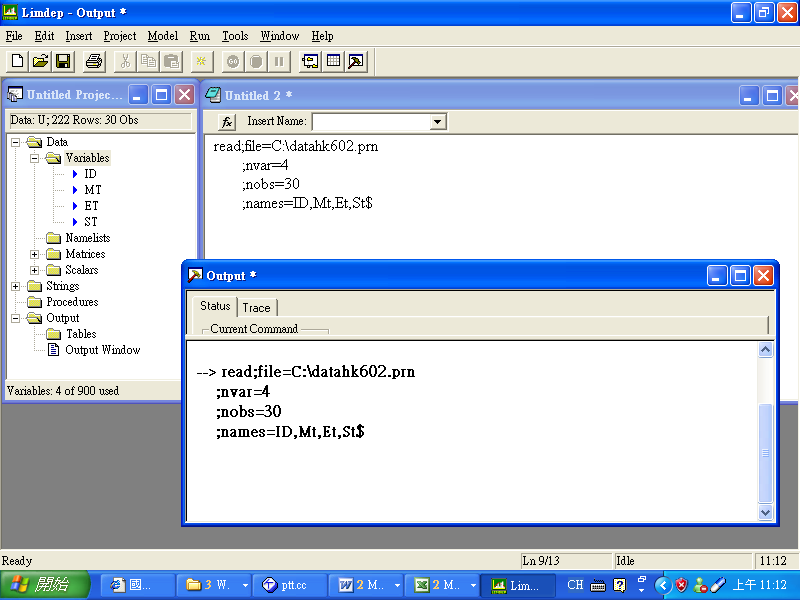 Limdep - Output *
File Edit Insert Project Model Run Tools Window Help
Untitled Projec...
Data: U; 222 Rows: 30 Obs
Data
Variables
ID
MT
ET
ST
Namelists
Matrices
Scalars
Strings
Procedures
Output
Tables
Output Window
Variables: 4 of 900 used
Untitled 2 *
fx Insert Name:
read;file=C:\datahk602.prn
;nvar=4
;nobs=30
;names=ID,Mt,Et,St$
Output *
Status Trace
Current Command
--> read;file=C:\datahk602.prn
;nvar=4
;nobs=30
;names=ID,Mt,Et,St$
Ready Ln 9/13 Idle 11:12
開始 國... 3 W... ptt.cc 2 M... 2 M... Lim... CH 上午 11:12